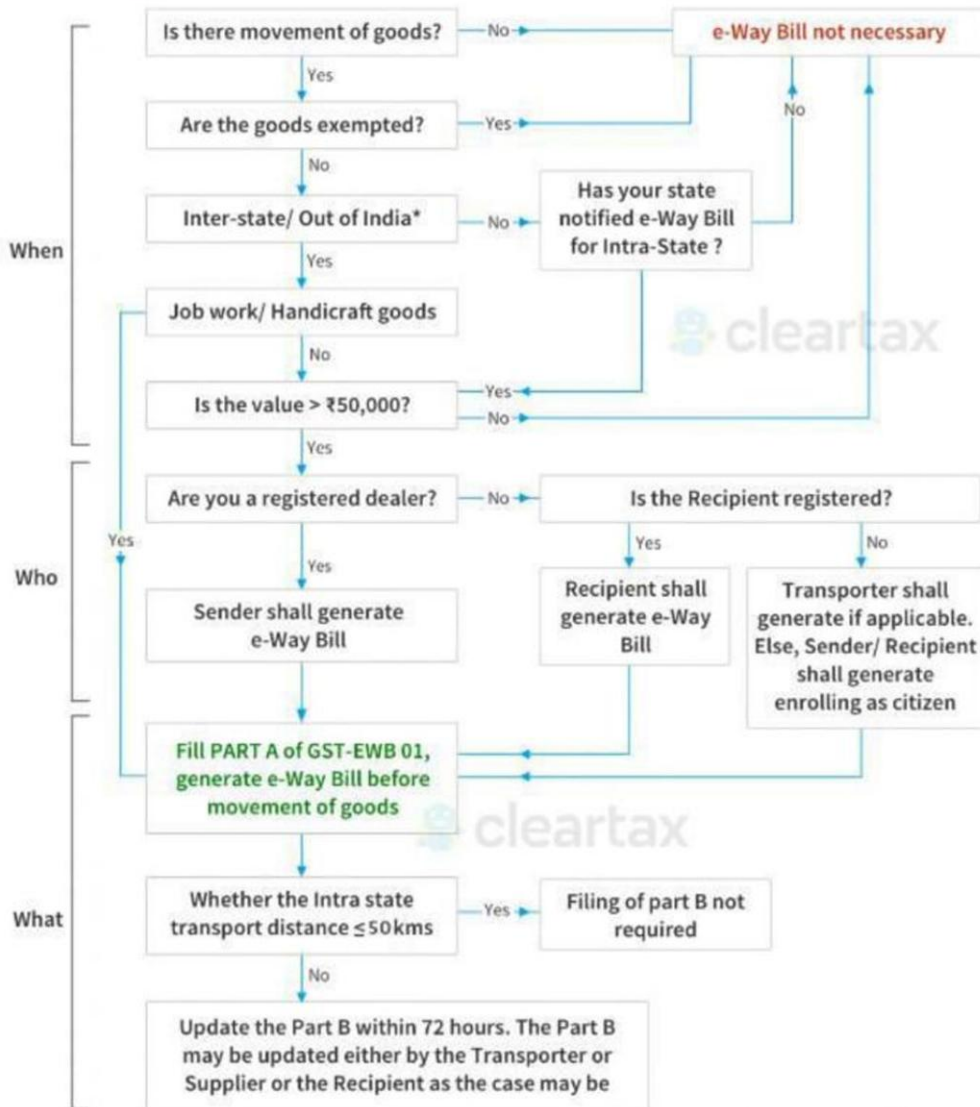 Is there movement of goods?
No
e-Way Bill not necessary
Yes
Are the goods exempted?
Yes
No
No
Inter-state/ Out of India*
No
Has your state
notified e-Way Bill
for Intra-State ?
When
Yes
Job work/ Handicraft goods
cleartax
No
Is the value > ₹50,000?
Yes
No
Yes
Are you a registered dealer?
No
Is the Recipient registered?
Yes
Yes
No
Who
Yes
Sender shall generate
e-Way Bill
Recipient shall
generate e-Way
Bill
Transporter shall
generate if applicable.
Else, Sender/ Recipient
shall generate
enrolling as citizen
Fill PART A of GST-EWB 01,
generate e-Way Bill before
movement of goods
cleartax
What
Whether the Intra state
transport distance ≤50kms
Yes
Filing of part B not
required
No
Update the Part B within 72 hours. The Part B
may be updated either by the Transporter or
Supplier or the Recipient as the case may be